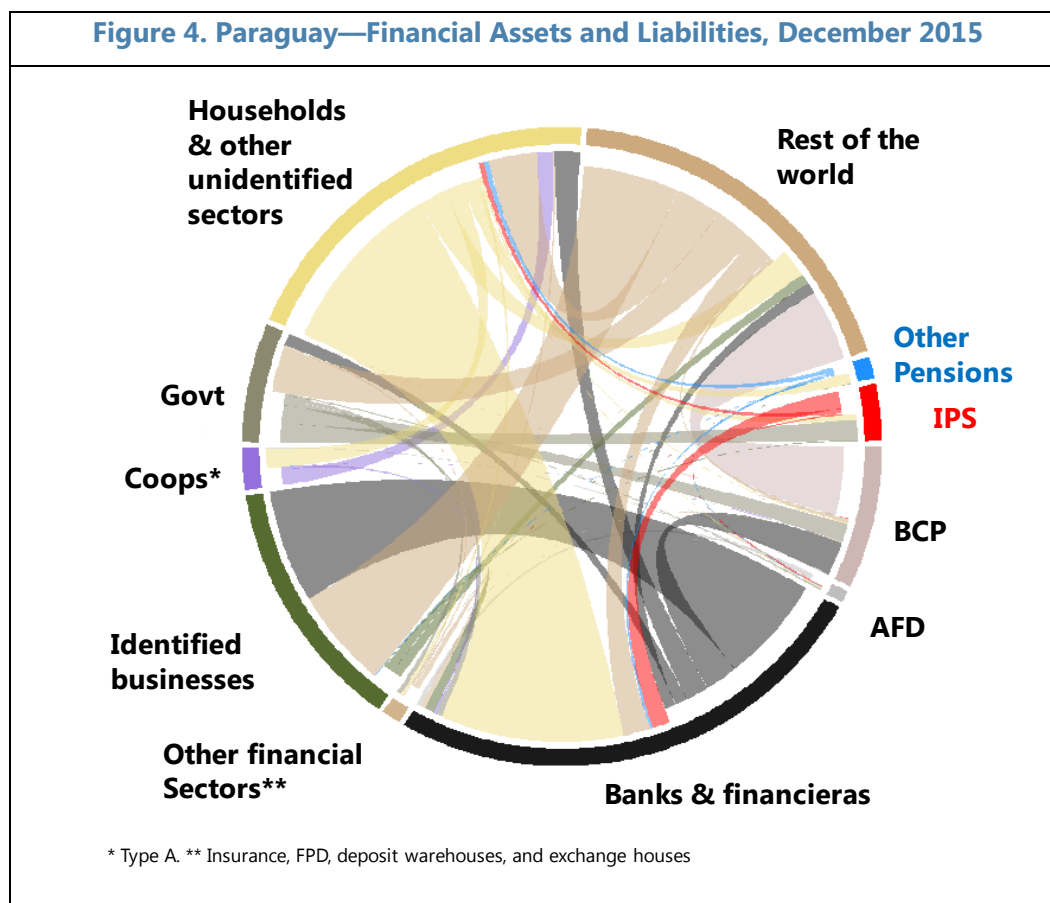 Figure 4. Paraguay—Financial Assets and Liabilities, December 2015
Households
& other
unidentified
sectors
Rest of the
world
Other
Pensions
IPS
Govt
Coops*
BCP
AFD
Identified
businesses
Other financial
Sectors**
Banks & financieras
* Type A. ** Insurance, FPD, deposit warehouses, and exchange houses